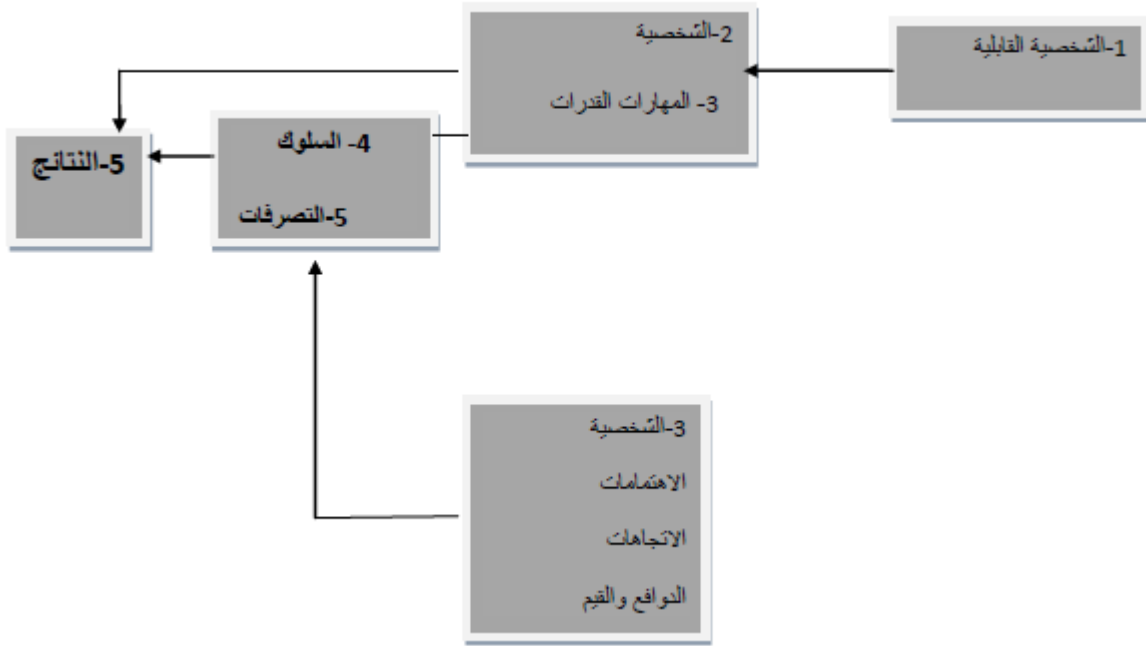 1-الشخصية القابلية
2-الشخصية
3- المهارات القدرات
4- السلوك
5-التصرفات
5-النتائج
3-الشخصية
الاهتمامات
الاتجاهات
الدوافع والقيم